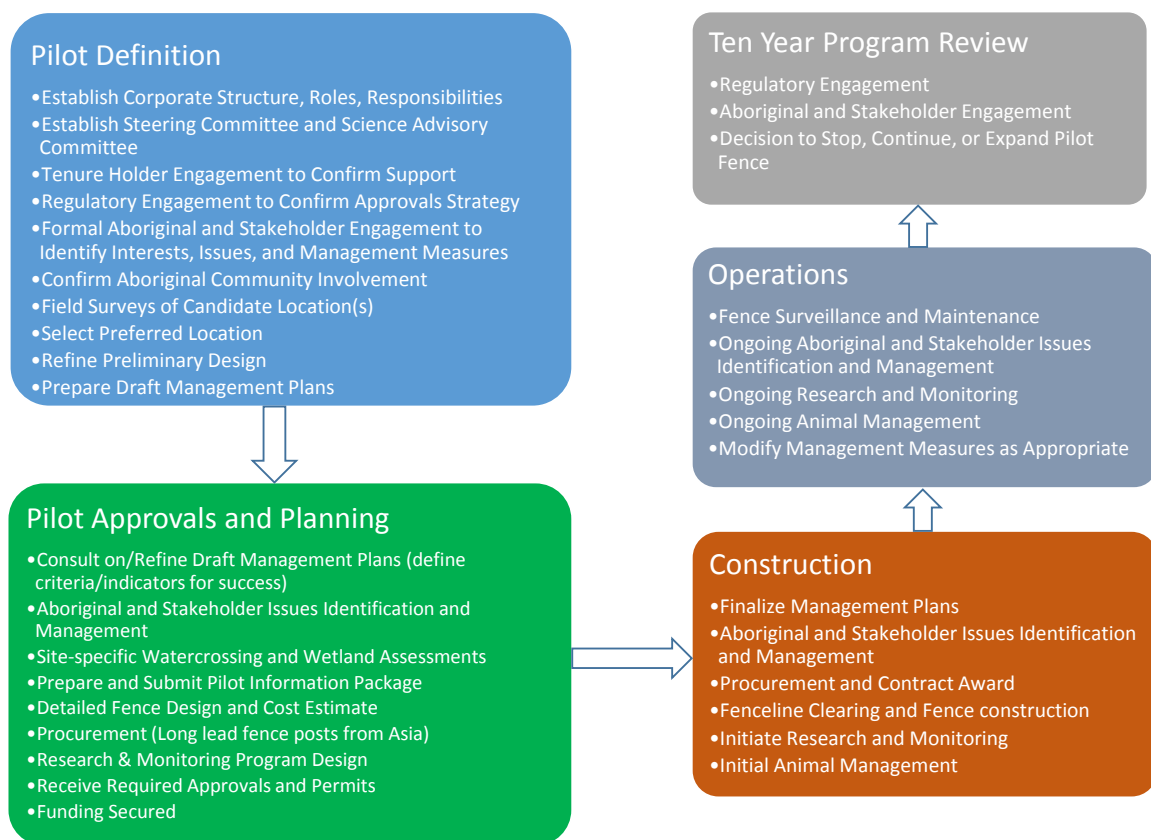 Pilot Definition
•Establish Corporate Structure, Roles, Responsibilities
•Establish Steering Committee and Science Advisory
Committee
•Tenure Holder Engagement to Confirm Support
•Regulatory Engagement to Confirm Approvals Strategy
•Formal Aboriginal and Stakeholder Engagement to
Identify Interests, Issues, and Management Measures
•Confirm Aboriginal Community Involvement
•Field Surveys of Candidate Location(s)
•Select Preferred Location
•Refine Preliminary Design
•Prepare Draft Management Plans
Pilot Approvals and Planning
•Consult on/Refine Draft Management Plans (define
criteria/indicators for success)
•Aboriginal and Stakeholder Issues Identification and
Management
•Site-specific Watercrossing and Wetland Assessments
•Prepare and Submit Pilot Information Package
•Detailed Fence Design and Cost Estimate
•Procurement (Long lead fence posts from Asia)
•Research & Monitoring Program Design
•Receive Required Approvals and Permits
•Funding Secured
Construction
•Finalize Management Plans
•Aboriginal and Stakeholder Issues Identification
and Management
•Procurement and Contract Award
•Fenceline Clearing and Fence construction
•Initiate Research and Monitoring
•Initial Animal Management
Operations
•Fence Surveillance and Maintenance
•Ongoing Aboriginal and Stakeholder Issues
Identification and Management
•Ongoing Research and Monitoring
•Ongoing Animal Management
•Modify Management Measures as Appropriate
Ten Year Program Review
•Regulatory Engagement
•Aboriginal and Stakeholder Engagement
•Decision to Stop, Continue, or Expand Pilot
Fence